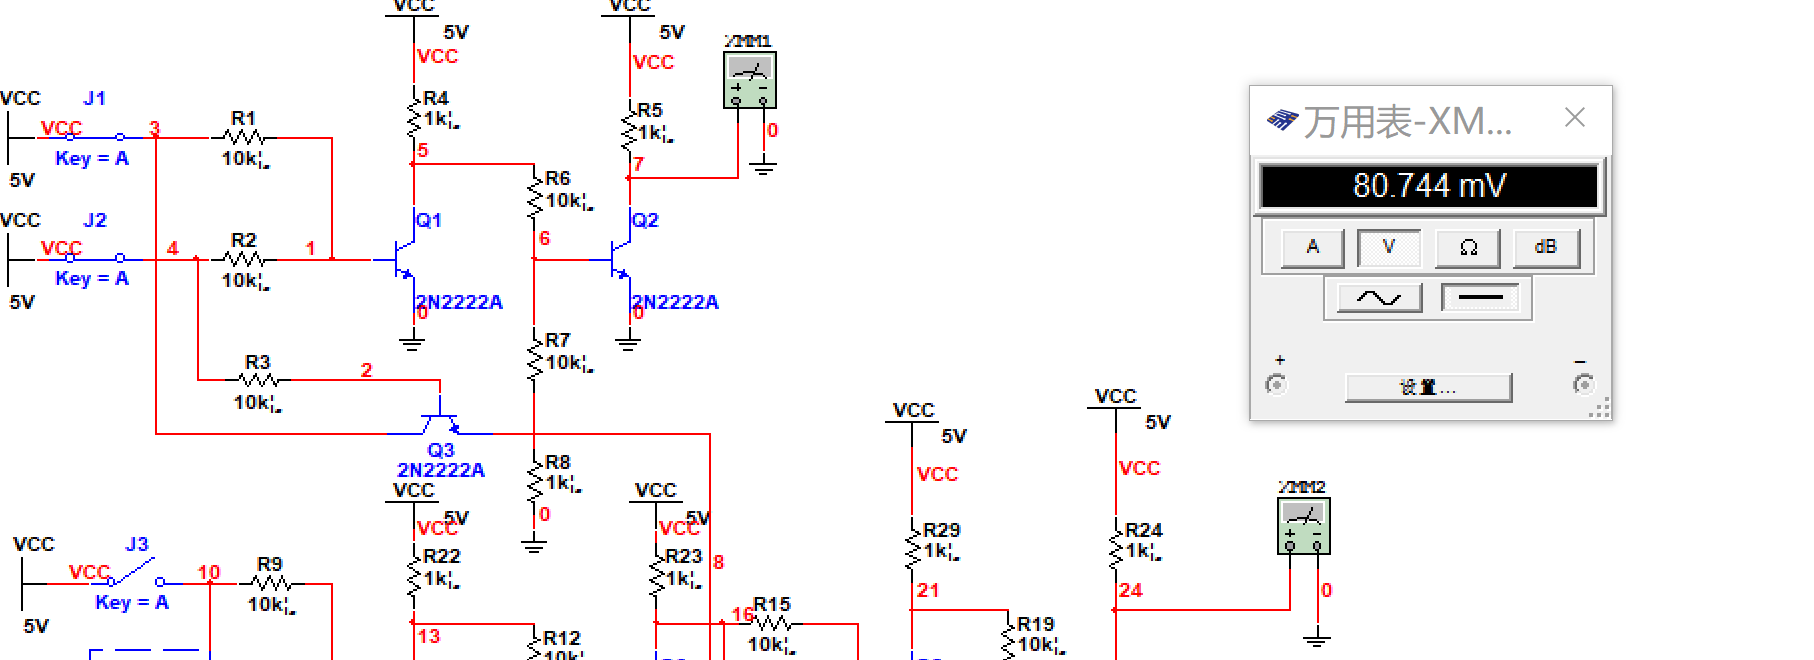 VCC
5V
VCC
VCC
5V
VCC
XMM1
VCC
J1
VCC
3
R1
R4
R5
Key = A
10k
1k
1k
0
5V
5
7
VCC
J2
VCC
4
R2
1
Q1
R6
10k
Q2
6
Key = A
10k
5V
2N2222A
0
2N2222A
0
R3
10k
2
R7
10k
Q3
2N2222A
R8
1k
0
VCC
5V
VCC
VCC
5V
VCC
VCC
J3
VCC
10
R9
Key = A
10k
5V
R22
1k
13
R12
10k
R23
1k
8
16
R15
10k
VCC
5V
VCC
R29
1k
21
R19
10k
VCC
5V
VCC
R24
1k
24
XMM2
0
万用表-XM...
80.744 mV
A
V
Ω
dB
+
−
设置...